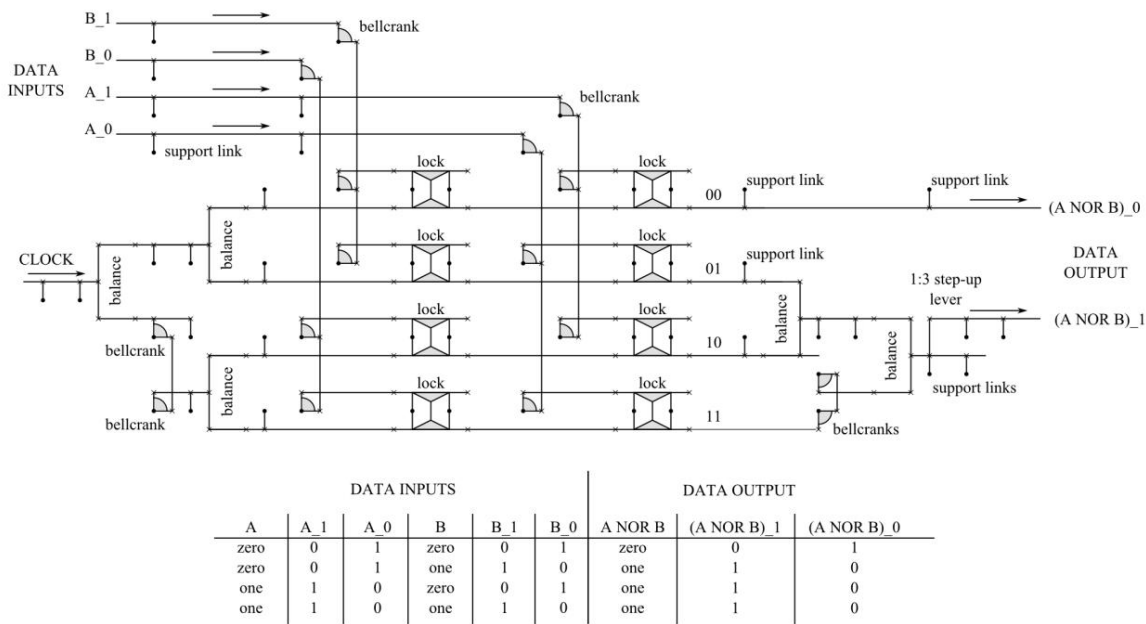 B_1
bellcrank
B_0
DATA
INPUTS
A_1
bellcrank
A_0
support link
lock
lock
00
support link
support link
(A NOR B)_0
balance
balance
CLOCK
lock
lock
01
support link
DATA
OUTPUT
1:3 step-up
lever
(A NOR B)_1
bellcrank
lock
lock
10
balance
balance
support links
balance
lock
lock
11
bellcrank
bellcranks
DATA INPUTS DATA OUTPUT
A A_1 A_0 B B_1 B_0 A NOR B (A NOR B)_1 (A NOR B)_0
zero 0 1 zero 0 1 zero 0 1
zero 0 1 one 1 0 one 1 0
one 1 0 zero 0 1 one 1 0
one 1 0 one 1 0 one 1 0